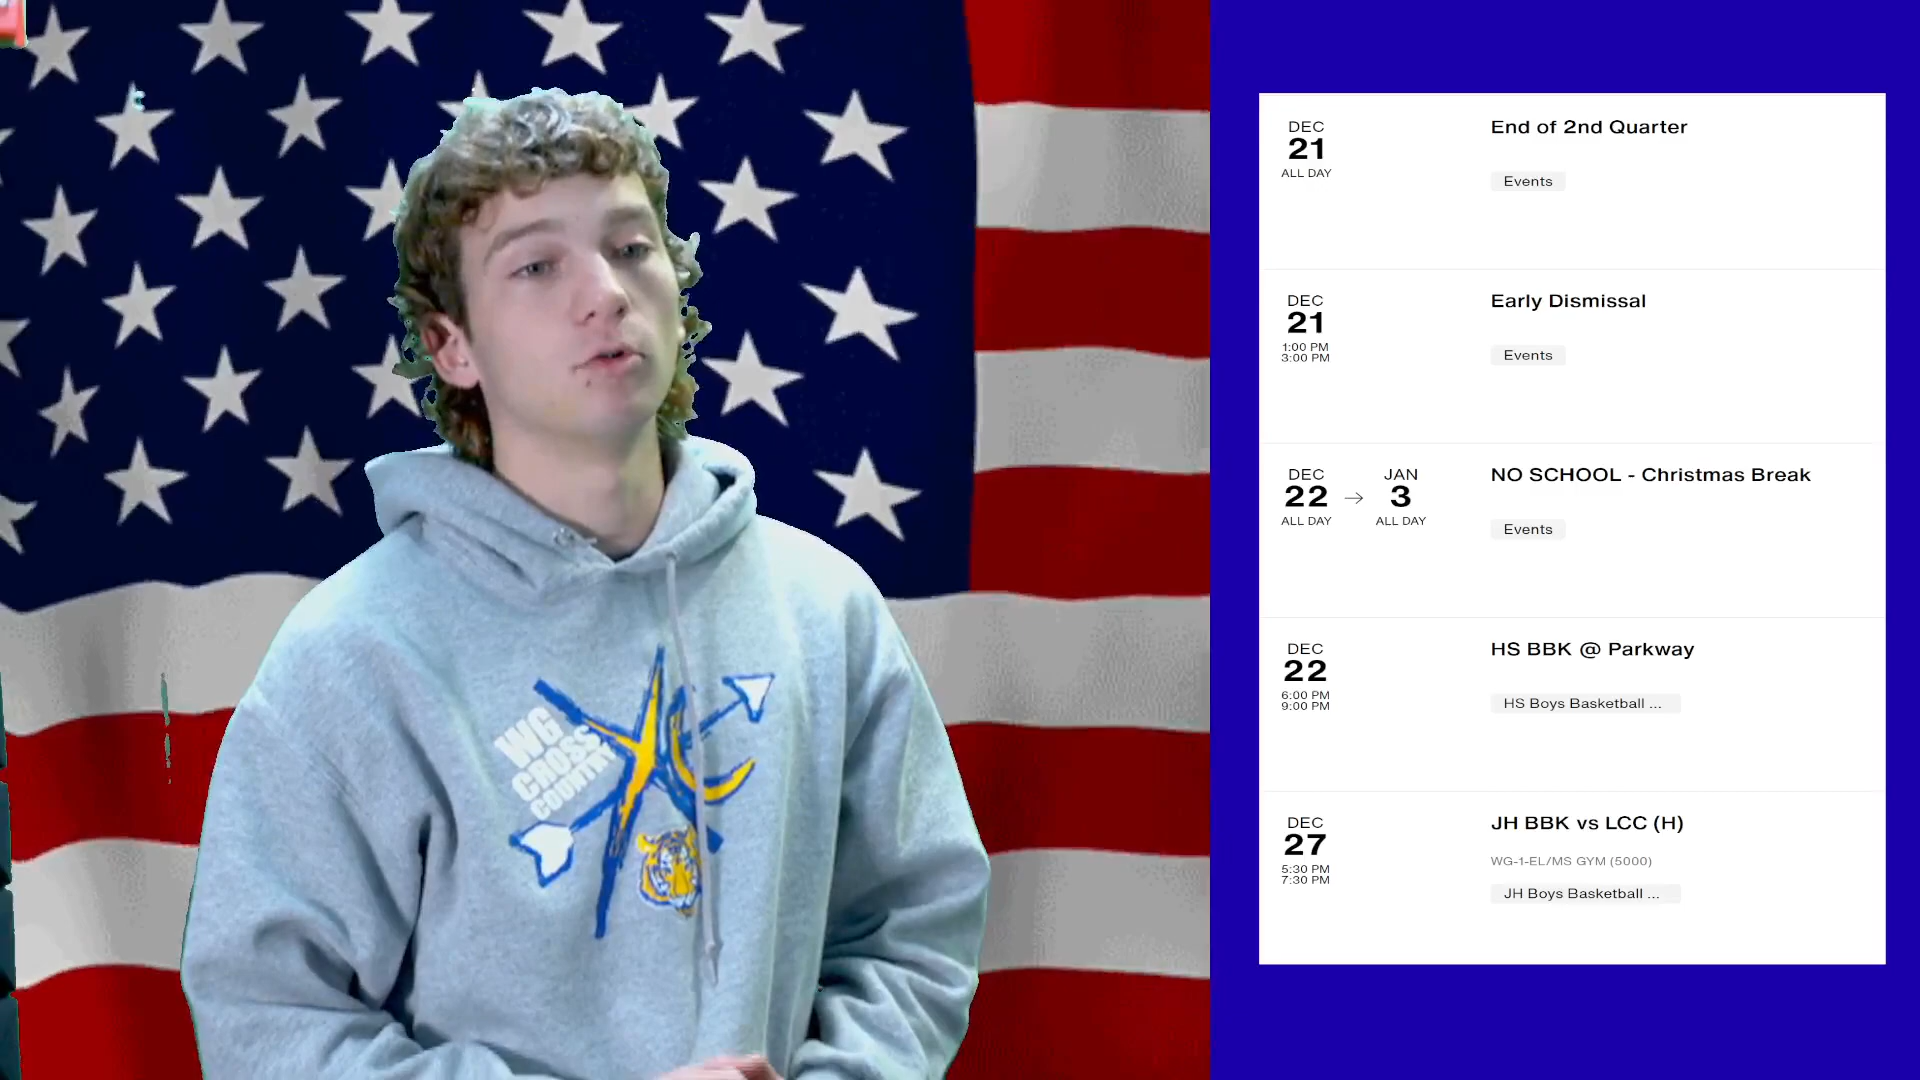 WG
CROSS
COUNTRY
DEC
21
ALL DAY
End of 2nd Quarter
Events
DEC
21
1:00 PM
3:00 PM
Early Dismissal
Events
DEC
22
ALL DAY
→
JAN
3
ALL DAY
NO SCHOOL - Christmas Break
Events
DEC
22
6:00 PM
9:00 PM
HS BBK @ Parkway
HS Boys Basketball ...
DEC
27
5:30 PM
7:30 PM
JH BBK vs LCC (H)
WG-1-EL/MS GYM (5000)
JH Boys Basketball ...